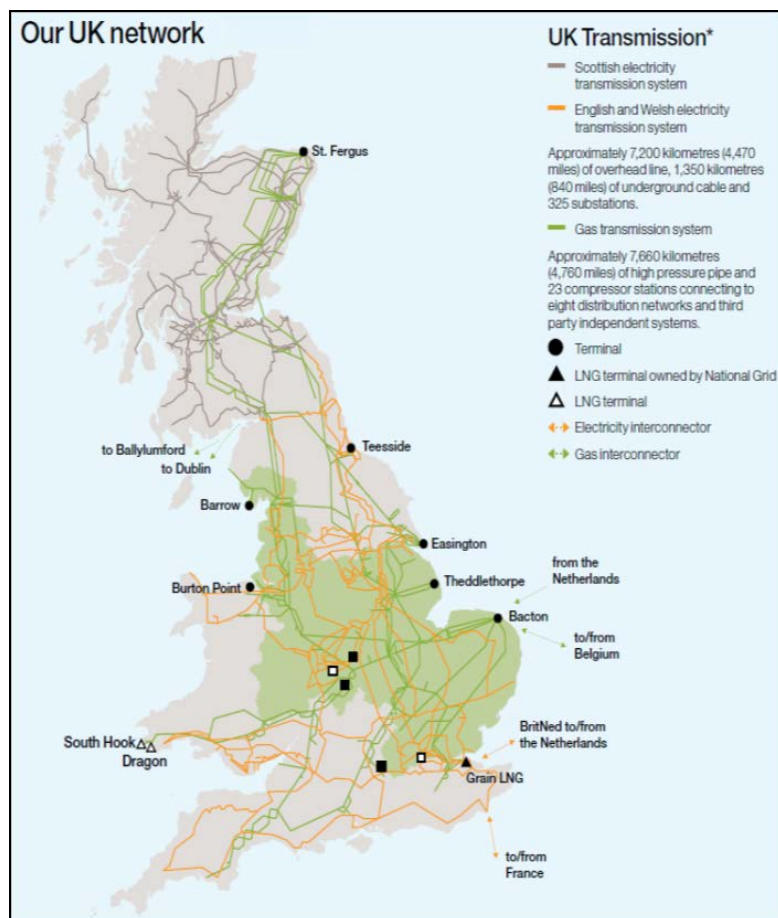 Our UK network
UK Transmission*
Scottish electricity
transmission system
English and Welsh electricity
transmission system
Approximately 7,200 kilometres (4,470
miles) of overhead line, 1,350 kilometres
(840 miles) of underground cable and
325 substations.
Gas transmission system
Approximately 7,660 kilometres
(4,760 miles) of high pressure pipe and
23 compressor stations connecting to
eight distribution networks and third
party independent systems.
Terminal
LNG terminal owned by National Grid
LNG terminal
Electricity interconnector
Gas interconnector
St. Fergus
Teesside
to Ballylumford
to Dublin
Barrow
Easington
Burton Point
Theddlethorpe
from the
Netherlands
Bacton
to/from
Belgium
South Hook
Dragon
BritNed to/from
the Netherlands
Grain LNG
to/from
France